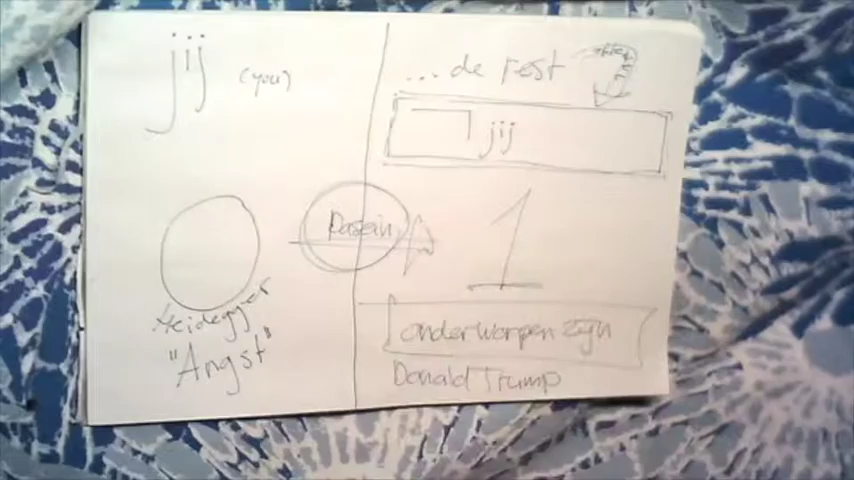 jij (you)
... de rest
jij
Dasein
1
Heidegger
"Angst"
onderworpen zijn
Donald Trump